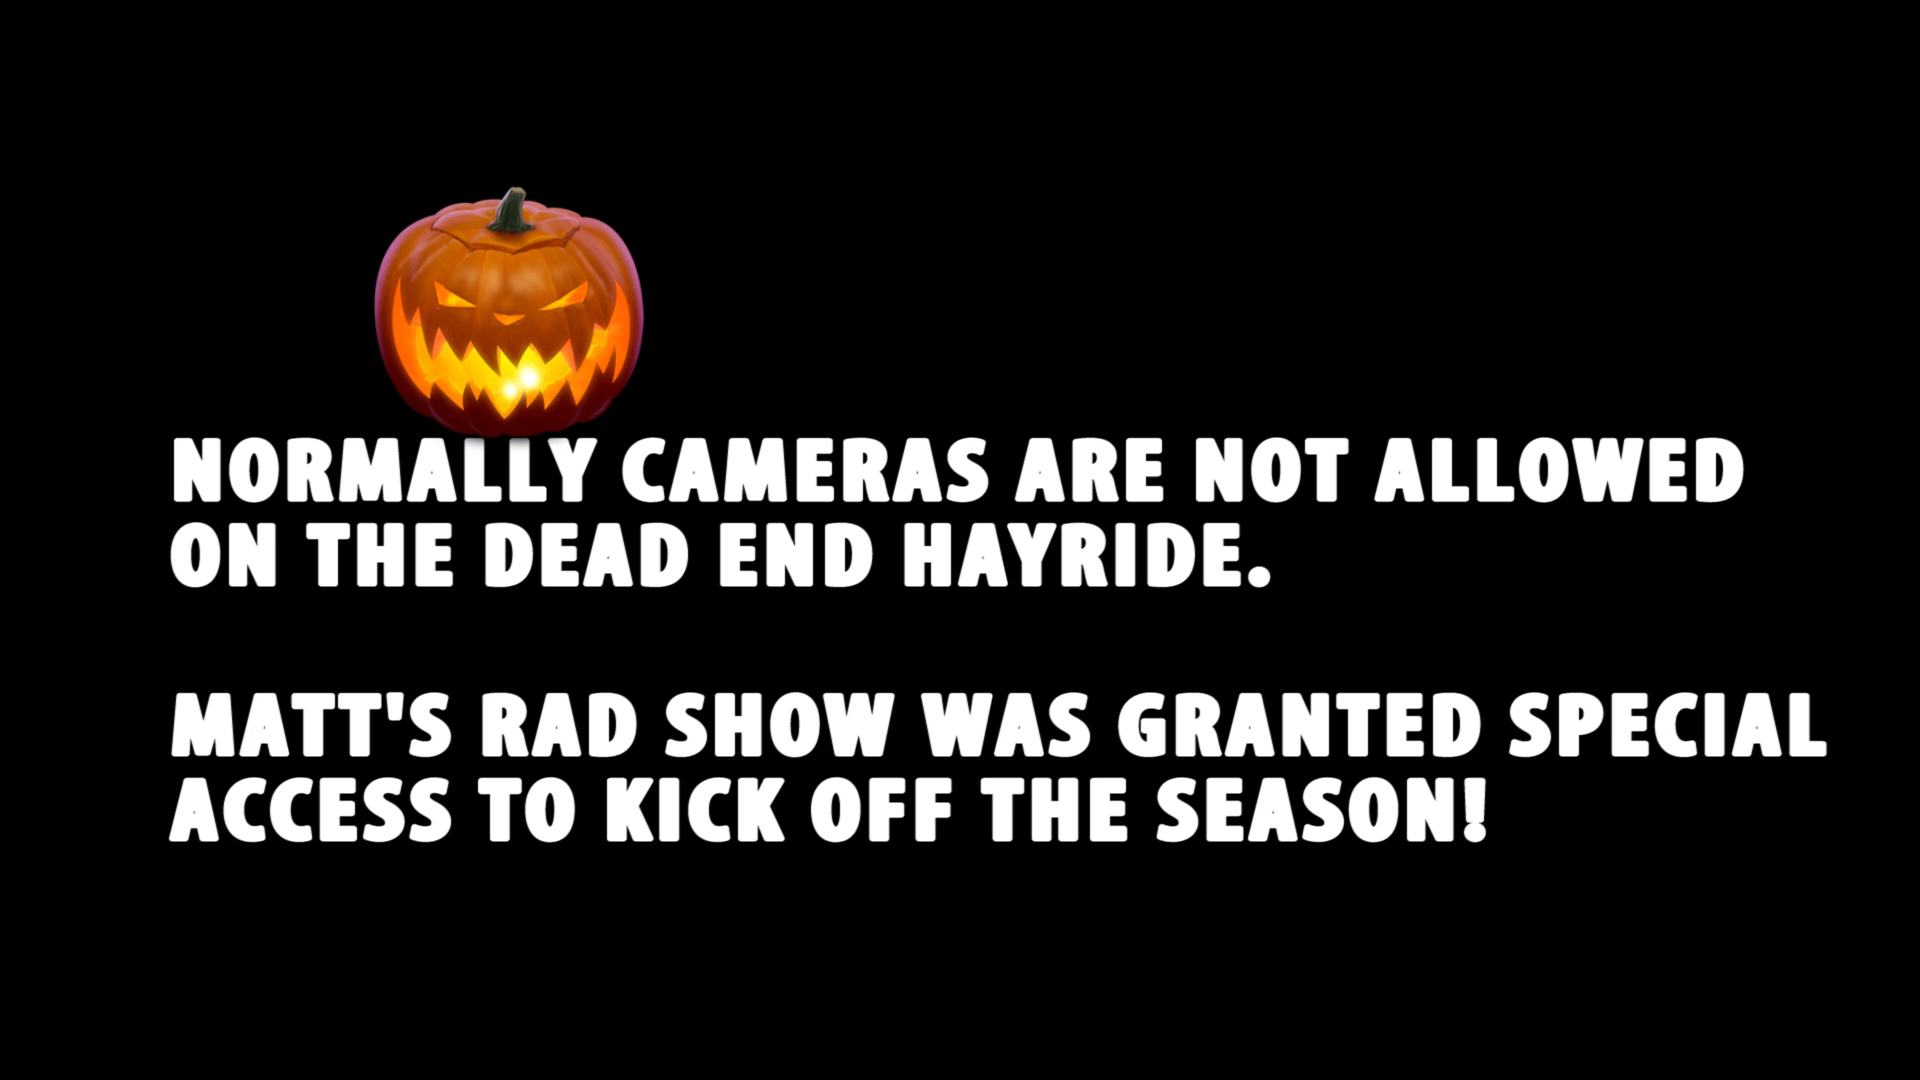 NORMALLY CAMERAS ARE NOT ALLOWED
ON THE DEAD END HAYRIDE.
MATT'S RAD SHOW WAS GRANTED SPECIAL
ACCESS TO KICK OFF THE SEASON!